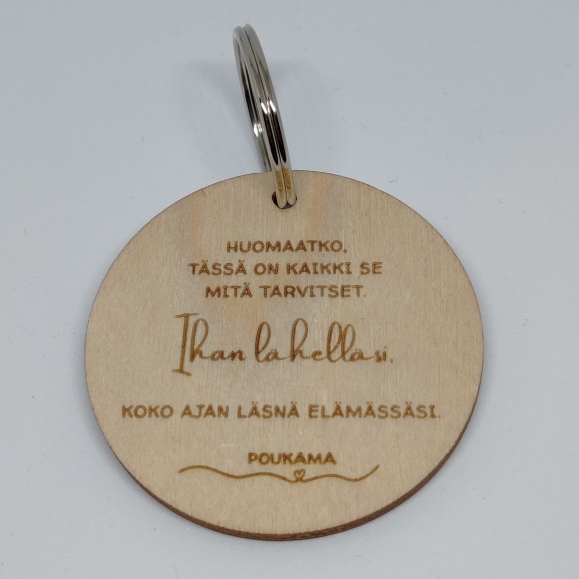 HUOMAATKO,
TÄSSÄ ON KAIKKI SE
MITÄ TARVITSET.
Ihan lähelläsi.
KOKO AJAN LÄSNÄ ELÄMÄSSÄSI.
POUKAMA